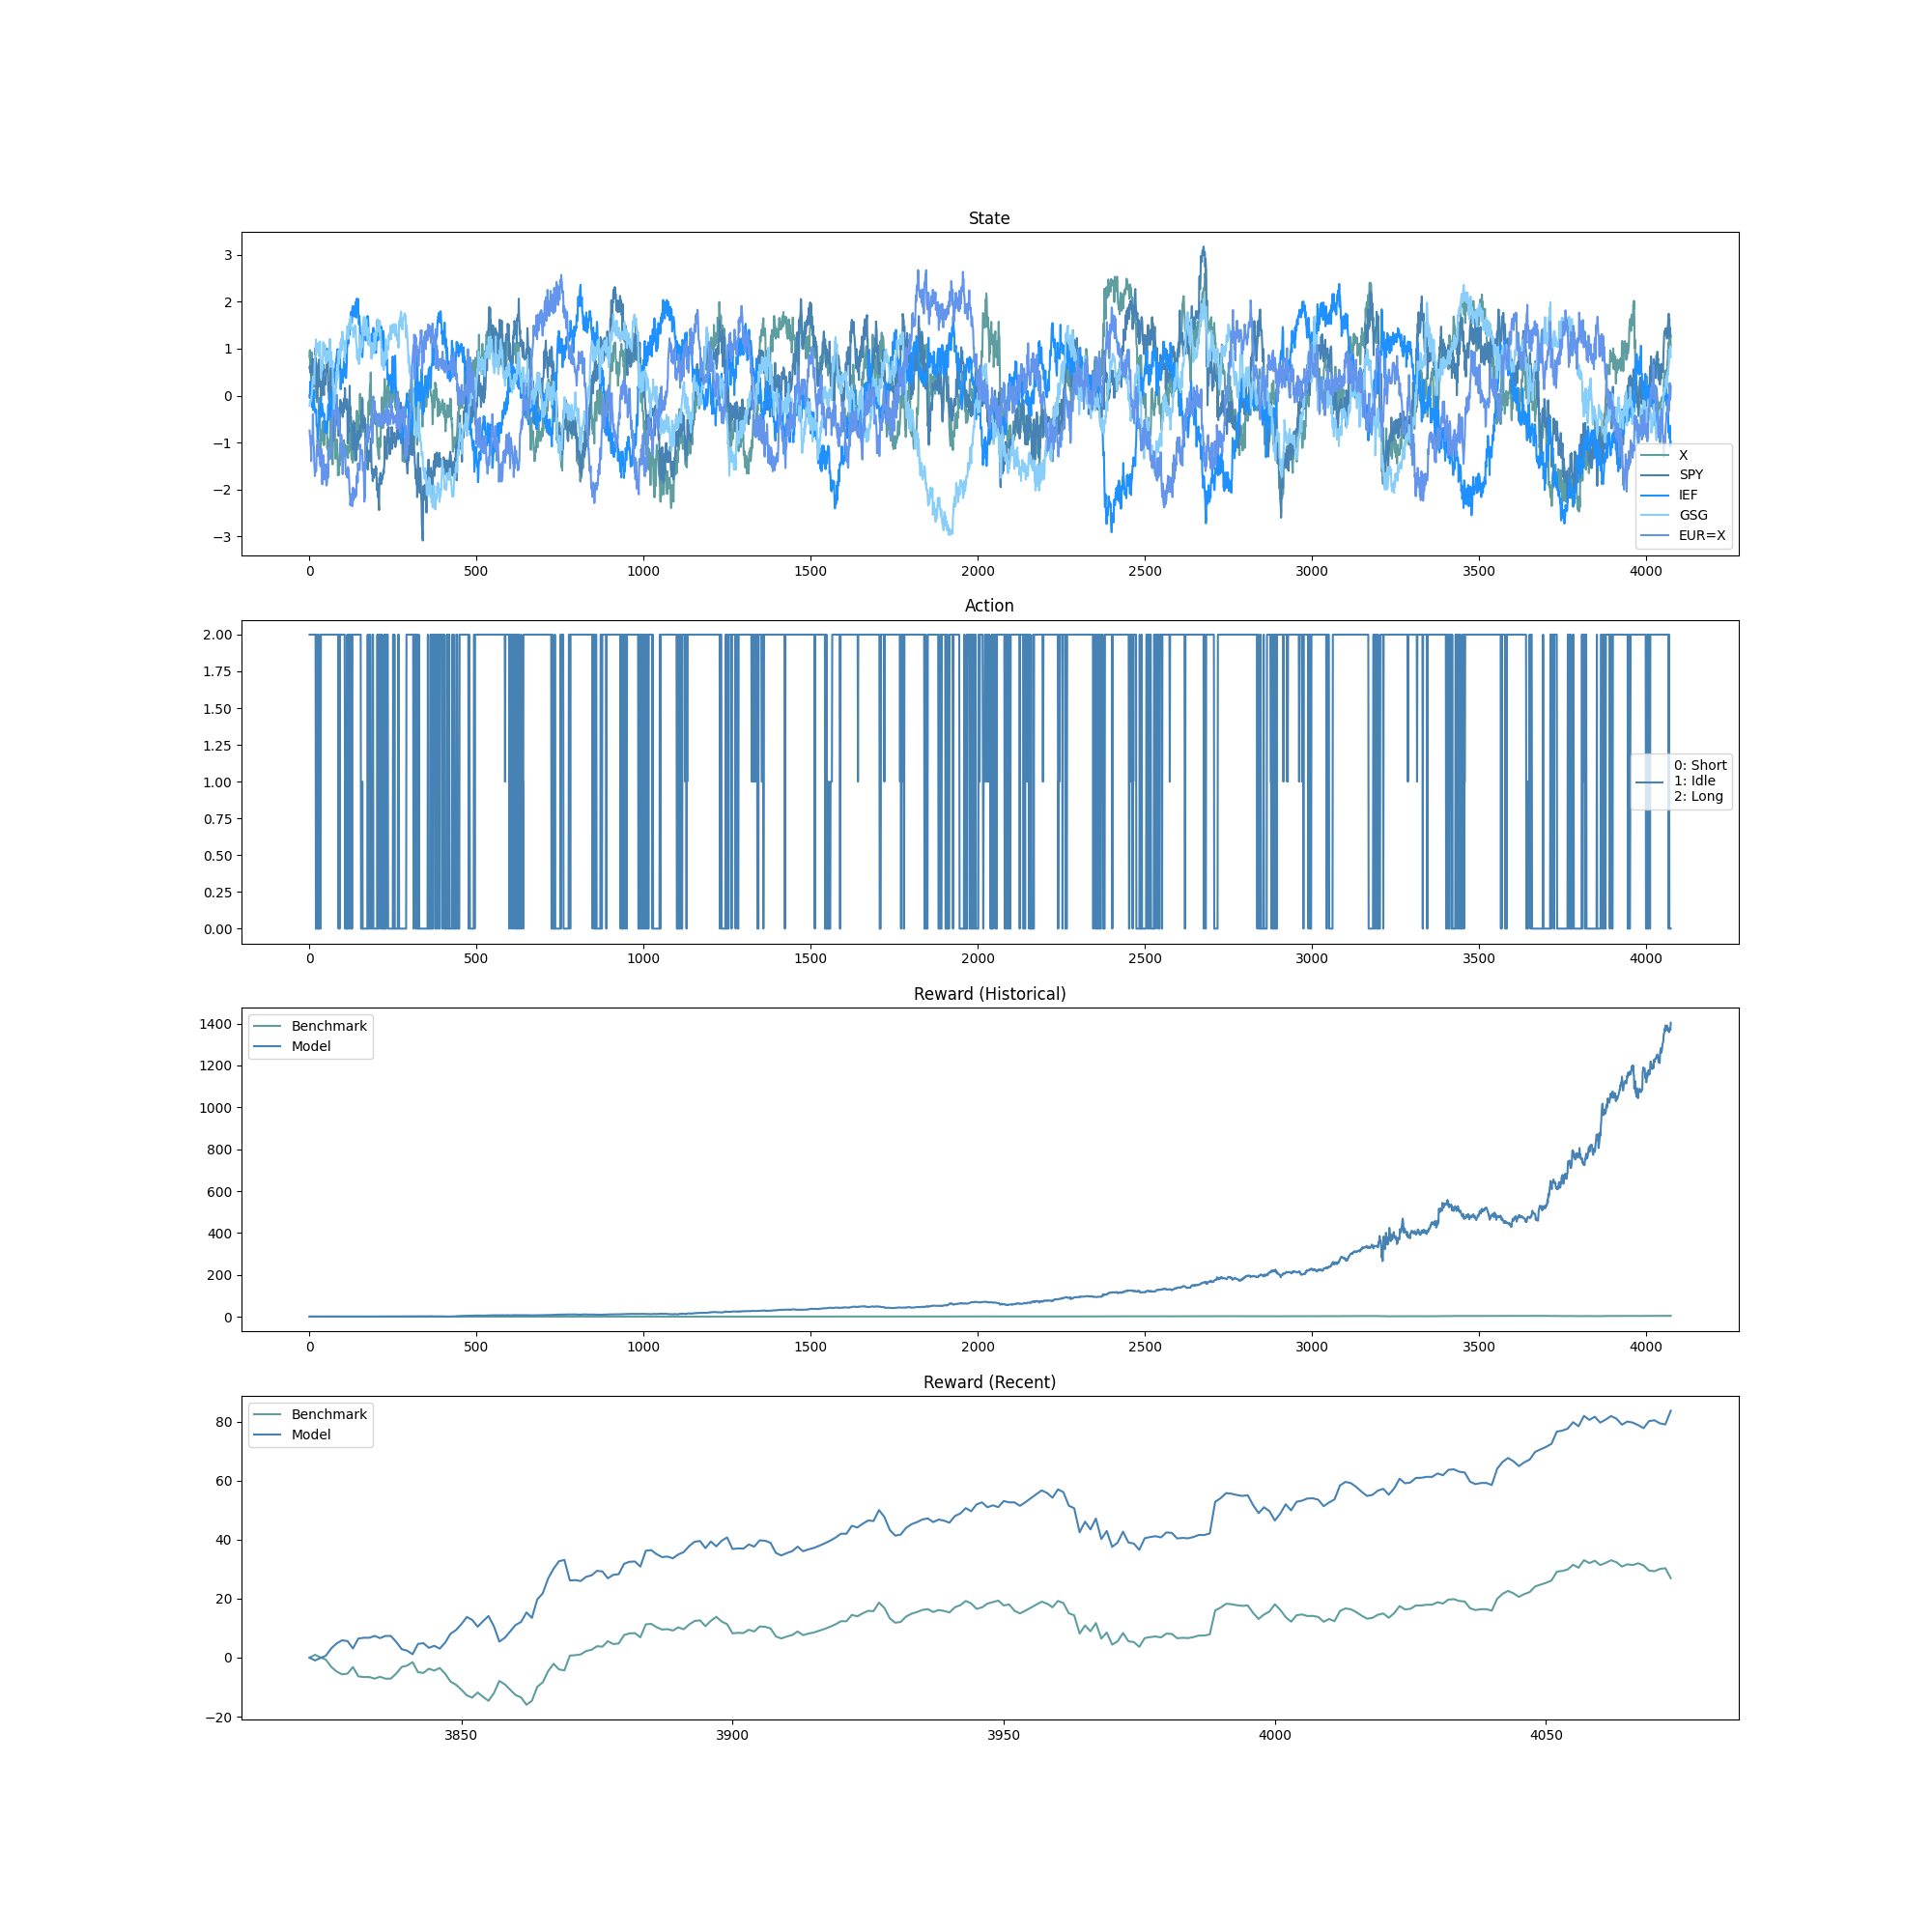 State
3
2
1
0
−1
−2
−3
X
SPY
IEF
GSG
EUR=X
0 500 1000 1500 2000 2500 3000 3500 4000
Action
2.00
1.75
1.50
1.25
1.00
0.75
0.50
0.25
0.00
0: Short
1: Idle
2: Long
0 500 1000 1500 2000 2500 3000 3500 4000
Reward (Historical)
Benchmark
Model
1400
1200
1000
800
600
400
200
0
0 500 1000 1500 2000 2500 3000 3500 4000
Reward (Recent)
Benchmark
Model
80
60
40
20
0
−20
3850 3900 3950 4000 4050